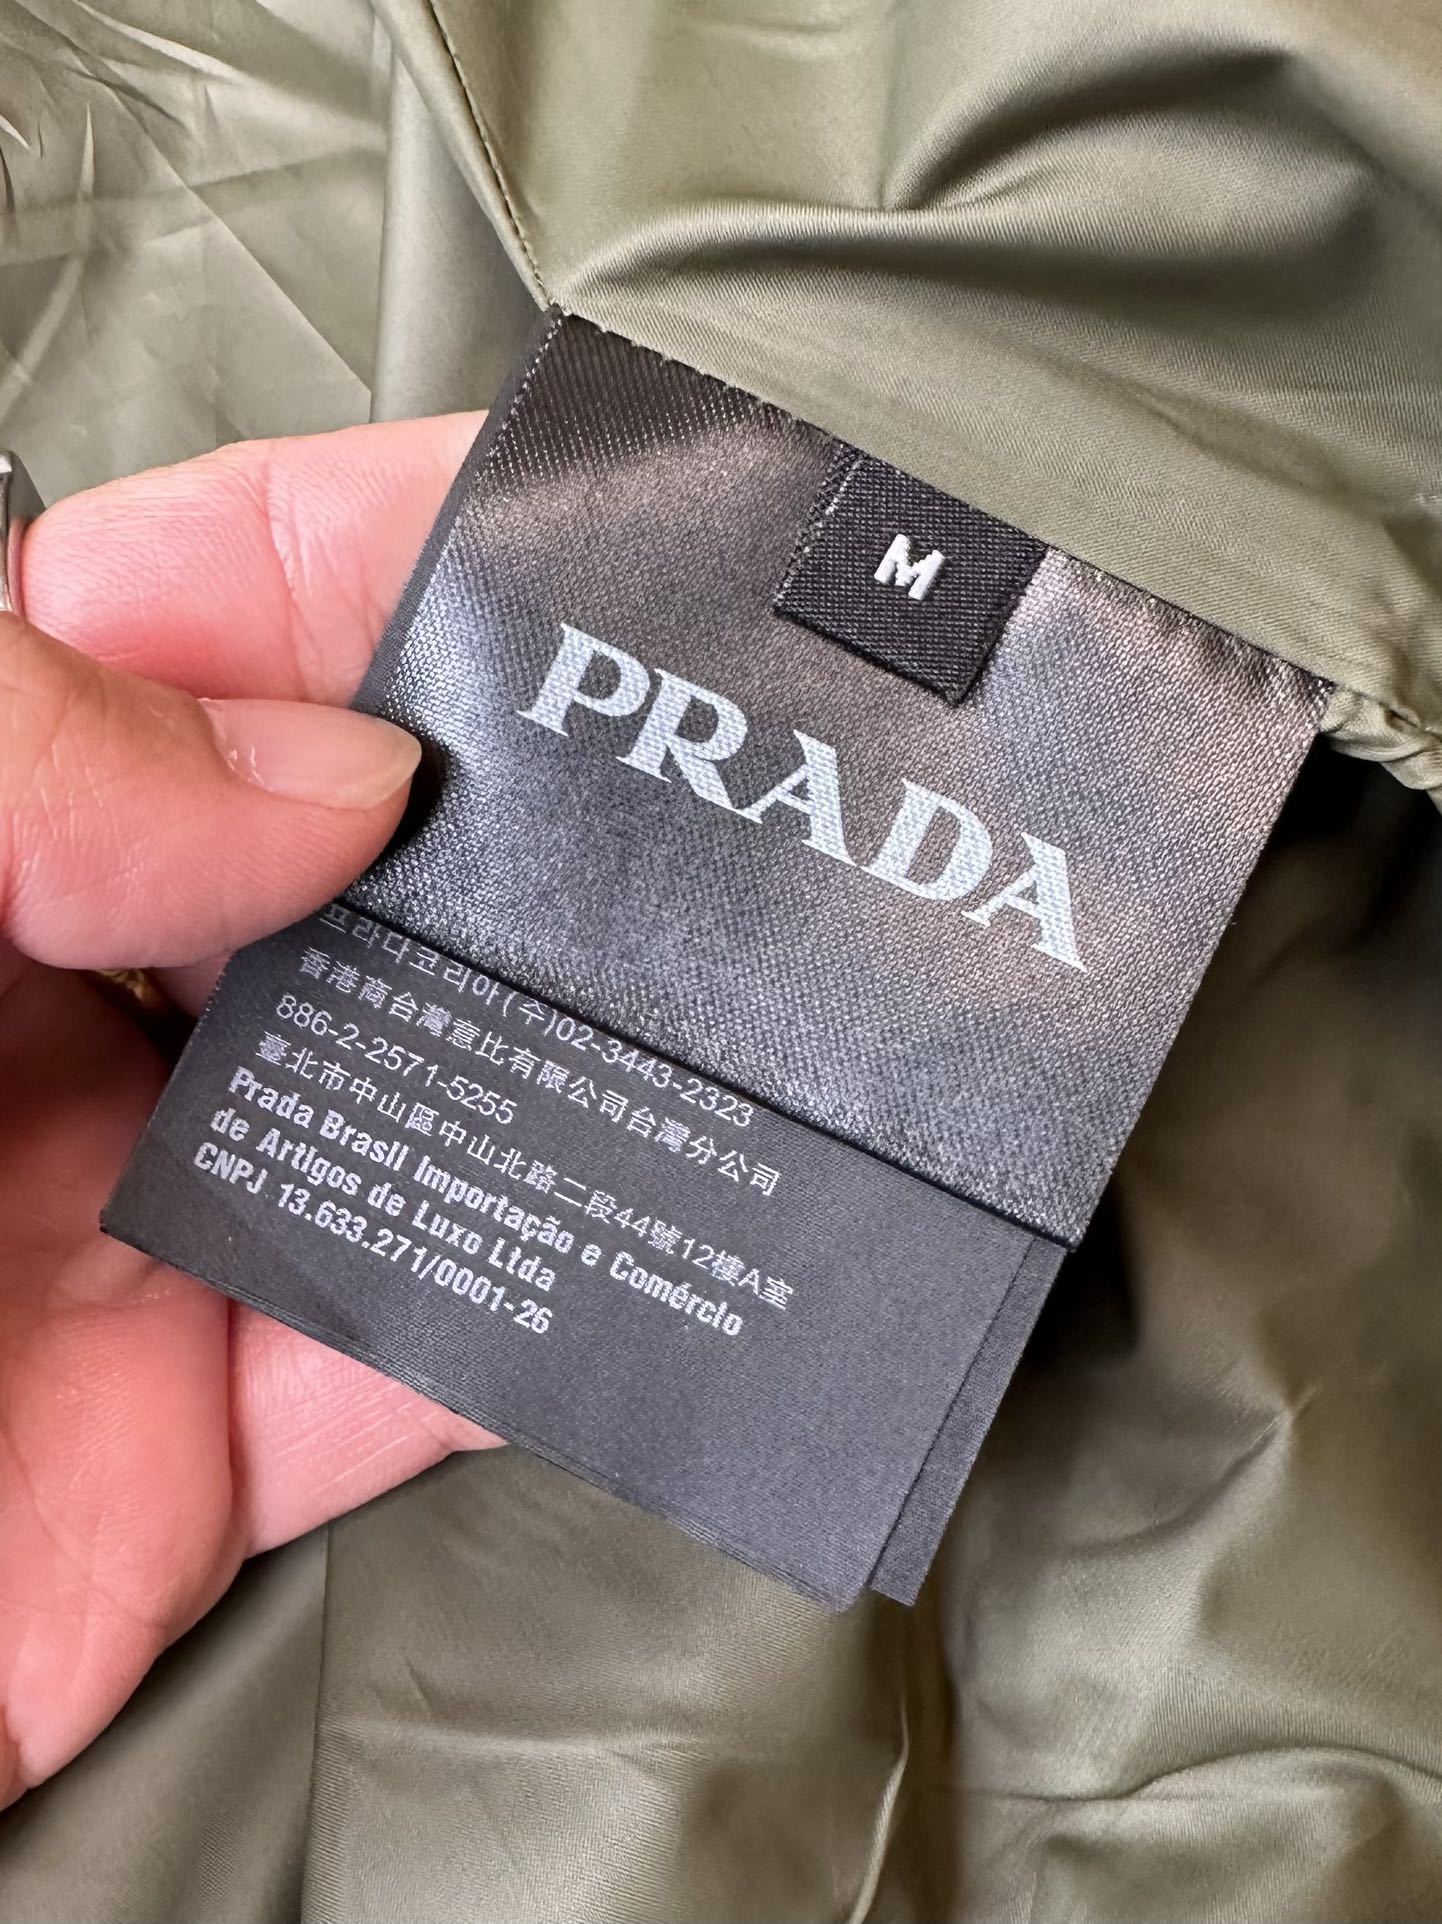 M
PRADA
프라다코리아(주)02-3443-2323
香港商台灣惠比有限公司台灣分公司
886-2-2571-5255
臺北市中山區中山北路二段44號12樓A室
Prada Brasil Importação e Comércio
de Artigos de Luxo Ltda
CNPJ 13.633.271/0001-26